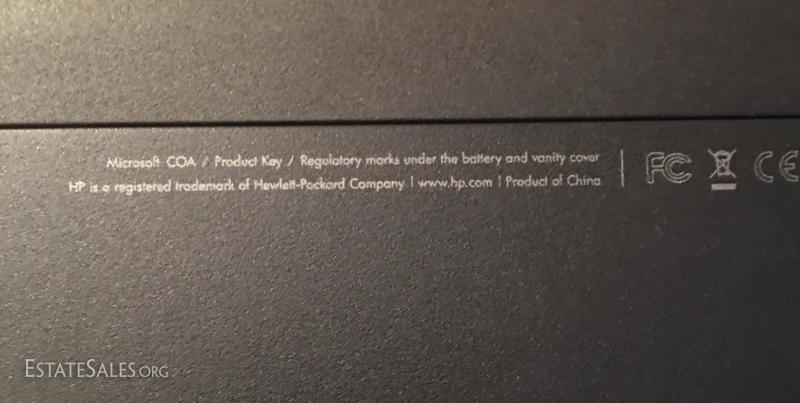 Microsoft COA / Product Key / Regulatory marks under the battery and vanity cover
HP is a registered trademark of Hewlett-Packard Company | www.hp.com | Product of China
FC CE
ESTATESALES.ORG